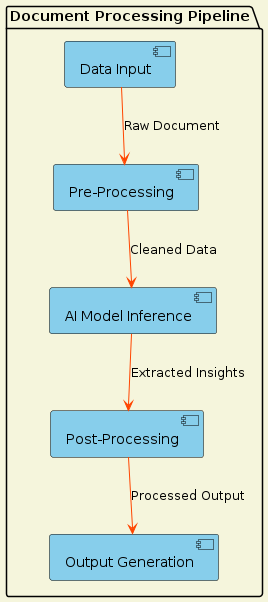 Document Processing Pipeline
Data Input
Raw Document
Pre-Processing
Cleaned Data
AI Model Inference
Extracted Insights
Post-Processing
Processed Output
Output Generation